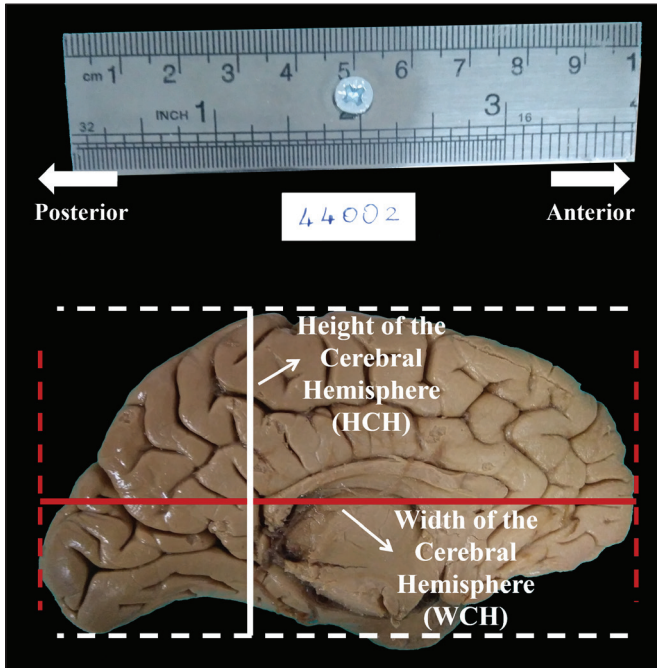 cm 1 2 3 4 5 6 7 8 9 1
INCH 1 2 3
32 16
Posterior
44002
Anterior
Height of the
Cerebral
Hemisphere
(HCH)
Width of the
Cerebral
Hemisphere
(WCH)